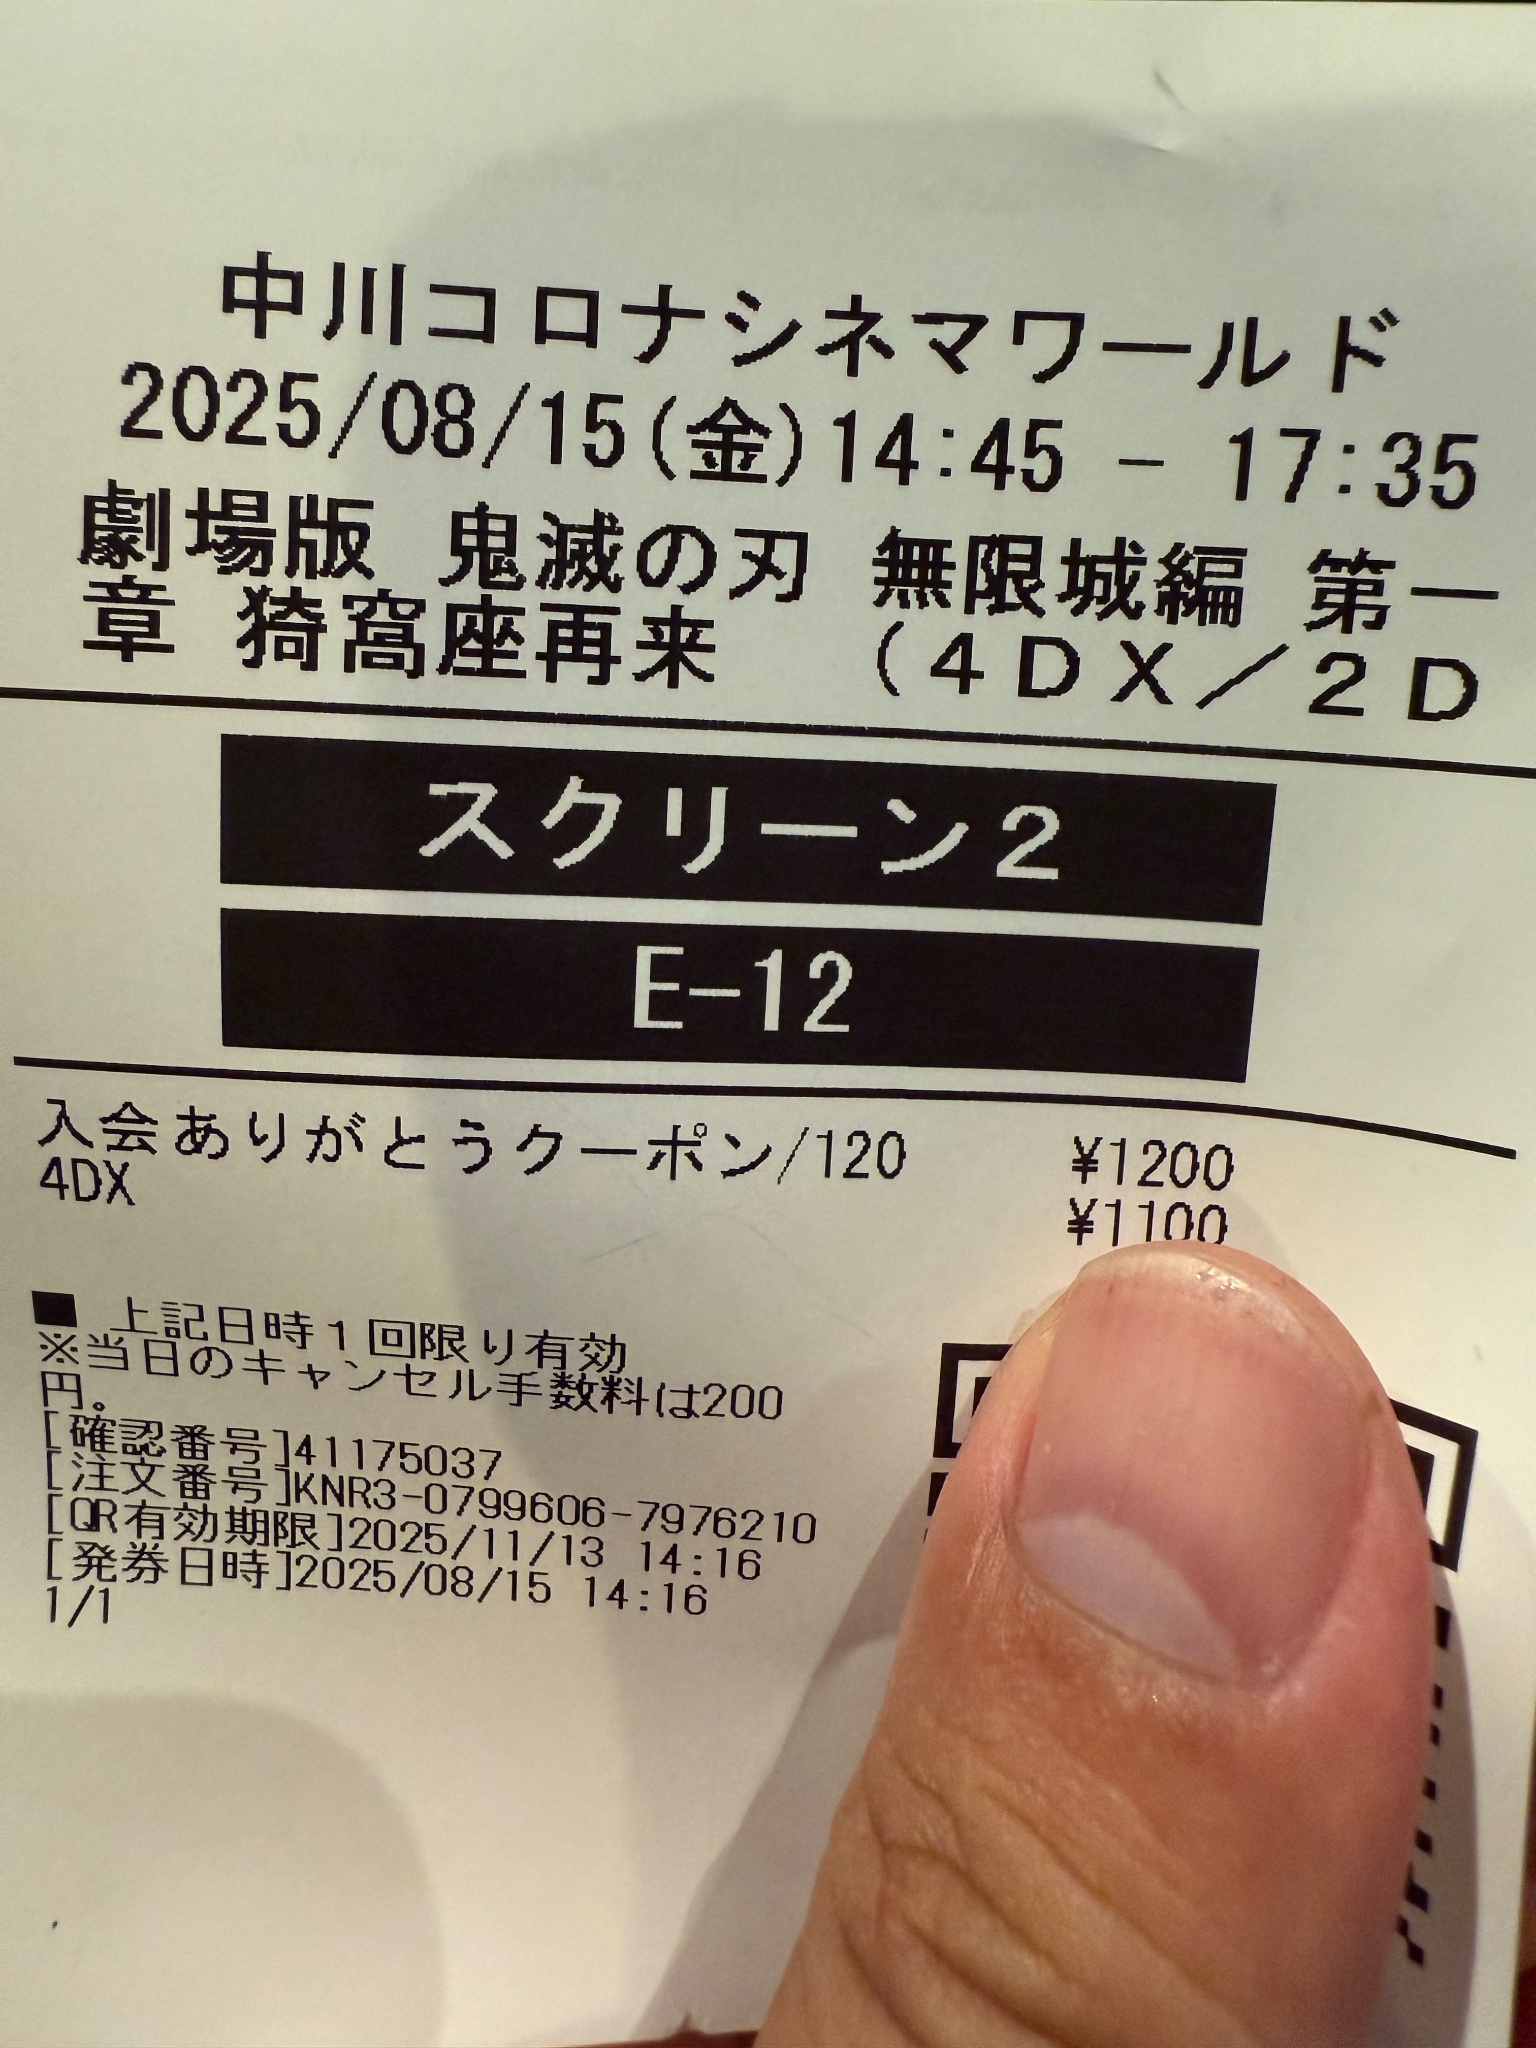 中川コロナシネマワールド
2025/08/15(金)14:45 - 17:35
劇場版 鬼滅の刃 無限城編 第一
章 猗窩座再来 (4DX/2D
スクリーン2
E-12
入会ありがとうクーポン/120 ¥1200
4DX ¥1100
■ 上記日時1回限り有効
※当日のキャンセル手数料は200
円。
[確認番号]41175037
[注文番号]KNR3-0799606-7976210
[QR有効期限]2025/11/13 14:16
[発券日時]2025/08/15 14:16
1/1